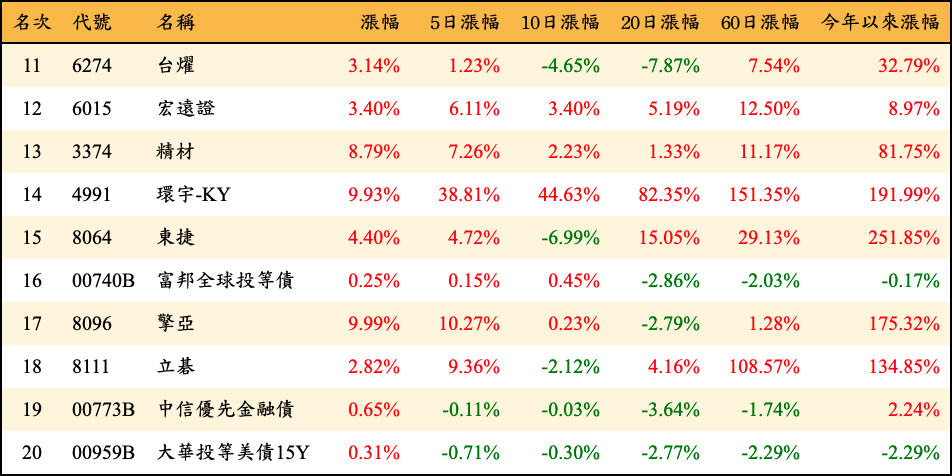 名次 代號 名稱 漲幅 5日漲幅 10日漲幅 20日漲幅 60日漲幅 今年以來漲幅
11 6274 台燿 3.14% 1.23% -4.65% -7.87% 7.54% 32.79%
12 6015 宏遠證 3.40% 6.11% 3.40% 5.19% 12.50% 8.97%
13 3374 精材 8.79% 7.26% 2.23% 1.33% 11.17% 81.75%
14 4991 環宇-KY 9.93% 38.81% 44.63% 82.35% 151.35% 191.99%
15 8064 東捷 4.40% 4.72% -6.99% 15.05% 29.13% 251.85%
16 00740B 富邦全球投等債 0.25% 0.15% 0.45% -2.86% -2.03% -0.17%
17 8096 擎亞 9.99% 10.27% 0.23% -2.79% 1.28% 175.32%
18 8111 立碁 2.82% 9.36% -2.12% 4.16% 108.57% 134.85%
19 00773B 中信優先金融債 0.65% -0.11% -0.03% -3.64% -1.74% 2.24%
20 00959B 大華投等美債15Y 0.31% -0.71% -0.30% -2.77% -2.29% -2.29%